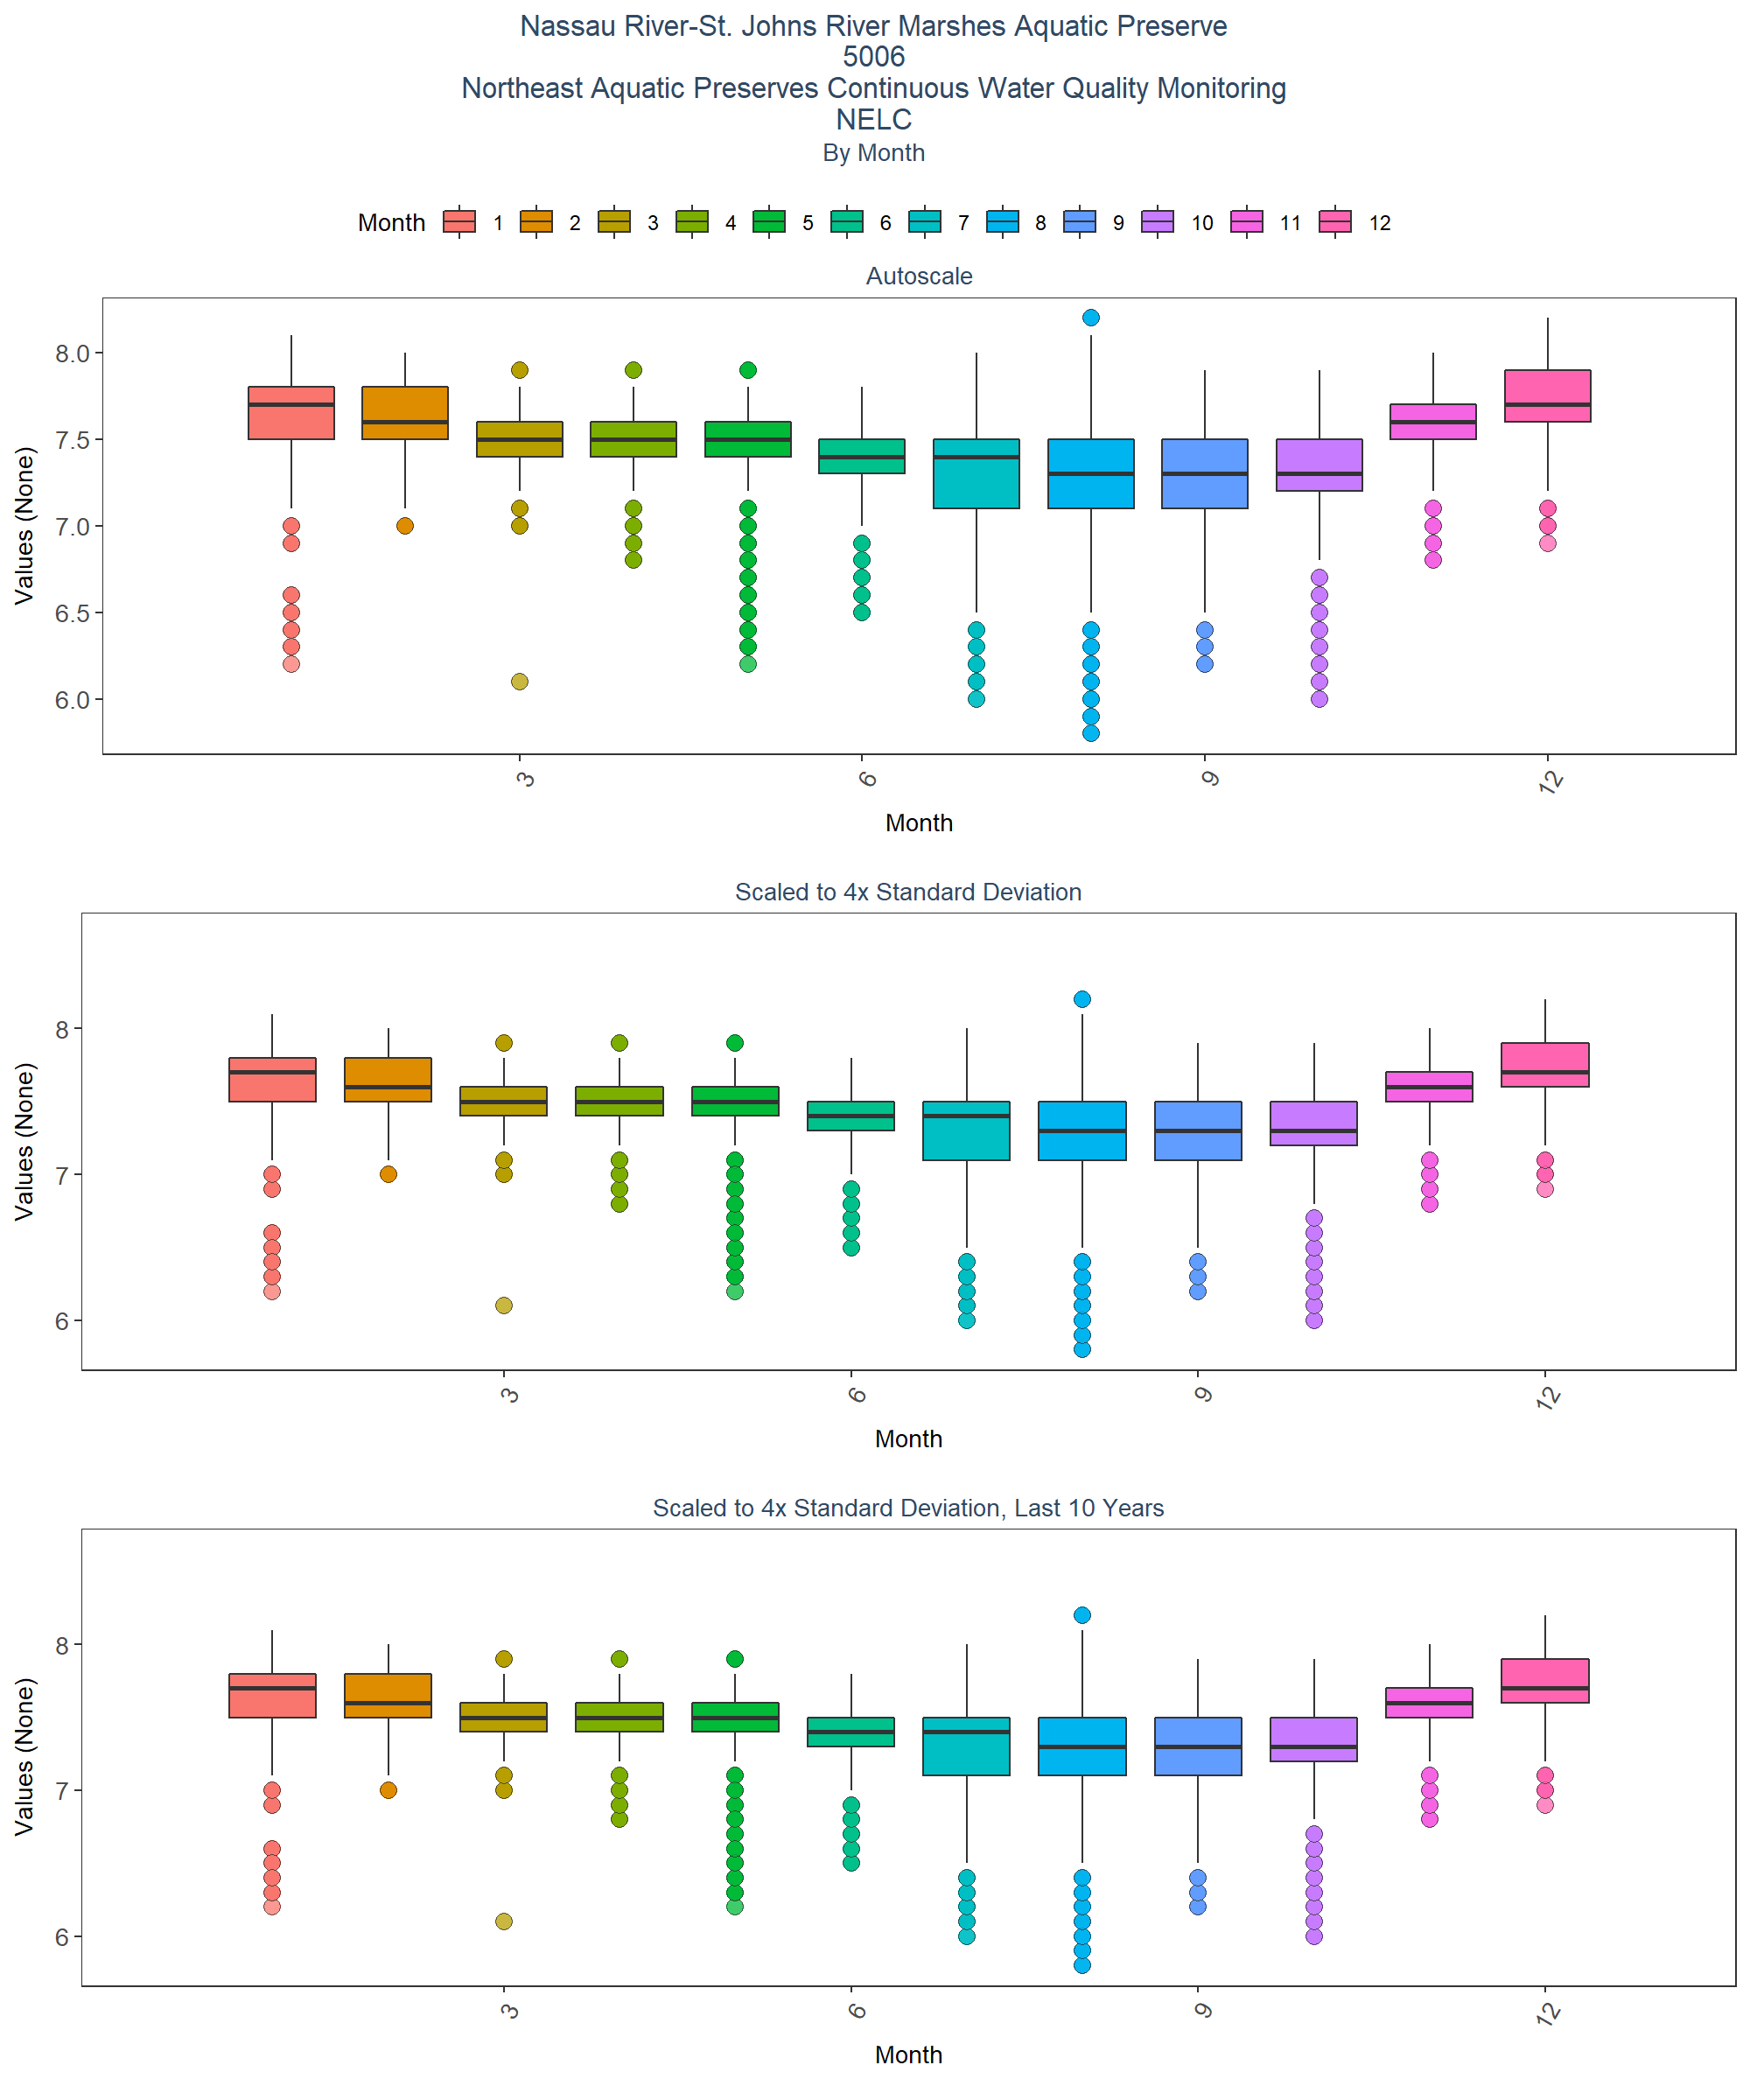 Nassau River-St. Johns River Marshes Aquatic Preserve
5006
Northeast Aquatic Preserves Continuous Water Quality Monitoring
NELC
By Month
Month 1 2 3 4 5 6 7 8 9 10 11 12
Autoscale
Values (None)
8.0
7.5
7.0
6.5
6.0
3 6 9 12
Month
Scaled to 4x Standard Deviation
Values (None)
8
7
6
3 6 9 12
Month
Scaled to 4x Standard Deviation, Last 10 Years
Values (None)
8
7
6
3 6 9 12
Month